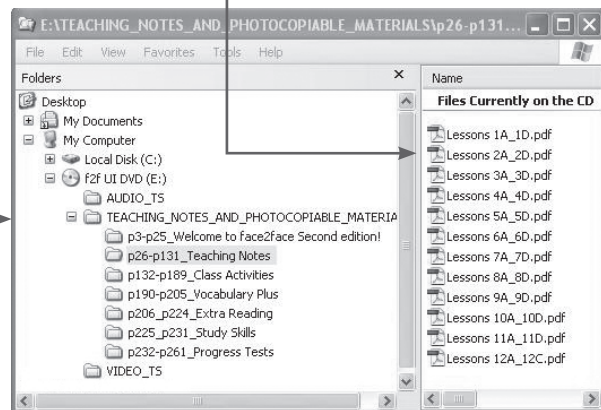 E:\TEACHING_NOTES_AND_PHOTOCOPIABLE_MATERIALS\p26-p131...
File Edit View Favorites Tools Help
Folders
Desktop
My Documents
My Computer
Local Disk (C:)
f2f UI DVD (E:)
AUDIO_TS
TEACHING_NOTES_AND_PHOTOCOPIABLE_MATERIA
p3-p25_Welcome to face2face Second edition!
p26-p131_Teaching Notes
p132-p189_Class Activities
p190-p205_Vocabulary Plus
p206_p224_Extra Reading
p225_p231_Study Skills
p232-p261_Progress Tests
VIDEO_TS
Name
Files Currently on the CD
Lessons 1A_1D.pdf
Lessons 2A_2D.pdf
Lessons 3A_3D.pdf
Lessons 4A_4D.pdf
Lessons 5A_5D.pdf
Lessons 6A_6D.pdf
Lessons 7A_7D.pdf
Lessons 8A_8D.pdf
Lessons 9A_9D.pdf
Lessons 10A_10D.pdf
Lessons 11A_11D.pdf
Lessons 12A_12C.pdf